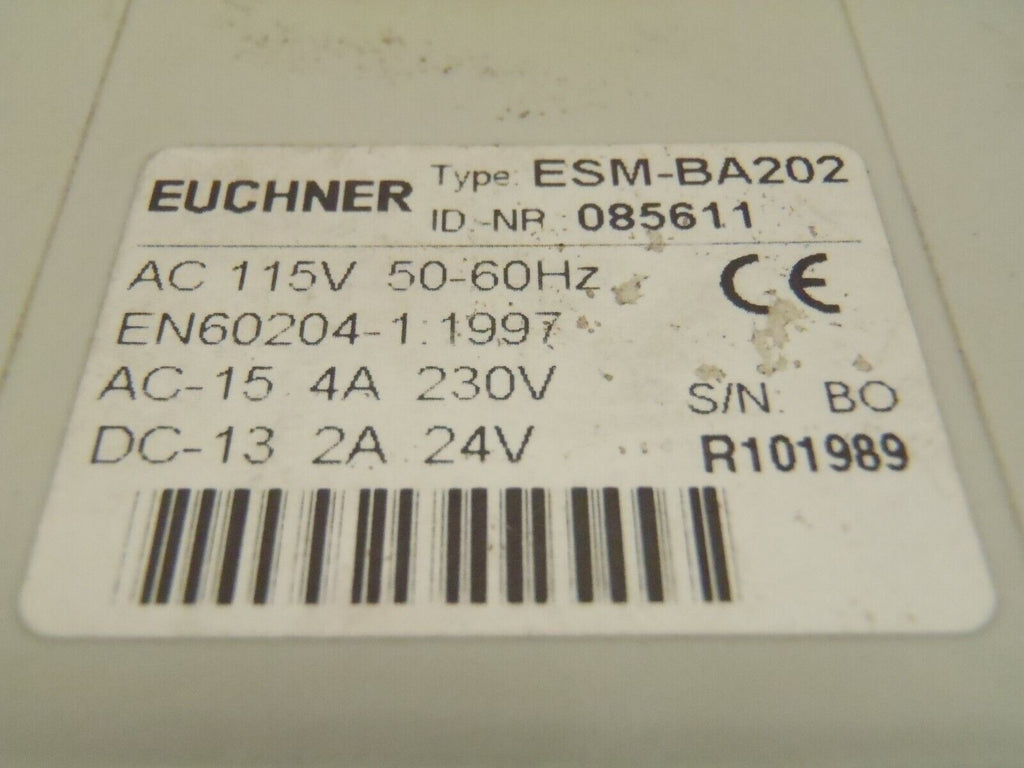 EUCHNER Type: ESM-BA202
ID.-NR.: 085611
AC 115V 50-60Hz
CE
EN60204-1:1997
AC-15 4A 230V
S/N: BO
DC-13 2A 24V
R101989